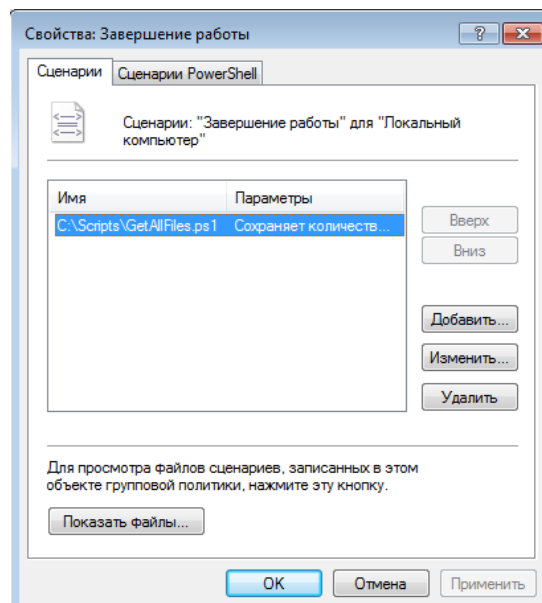 Свойства: Завершение работы
Сценарии Сценарии PowerShell
Сценарии: "Завершение работы" для "Локальный
компьютер"
Имя Параметры
C:\Scripts\GetAllFiles.ps1 Сохраняет количеств...
Вверх
Вниз
Добавить...
Изменить...
Удалить
Для просмотра файлов сценариев, записанных в этом
объекте групповой политики, нажмите эту кнопку.
Показать файлы...
OK Отмена Применить